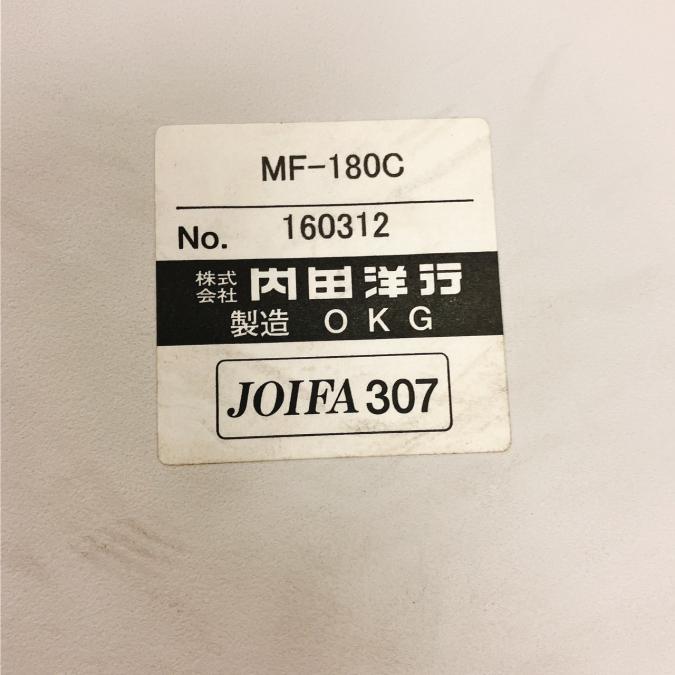 MF-180C
No. 160312
株式会社 内田洋行
製造 OKG
JOIFA 307